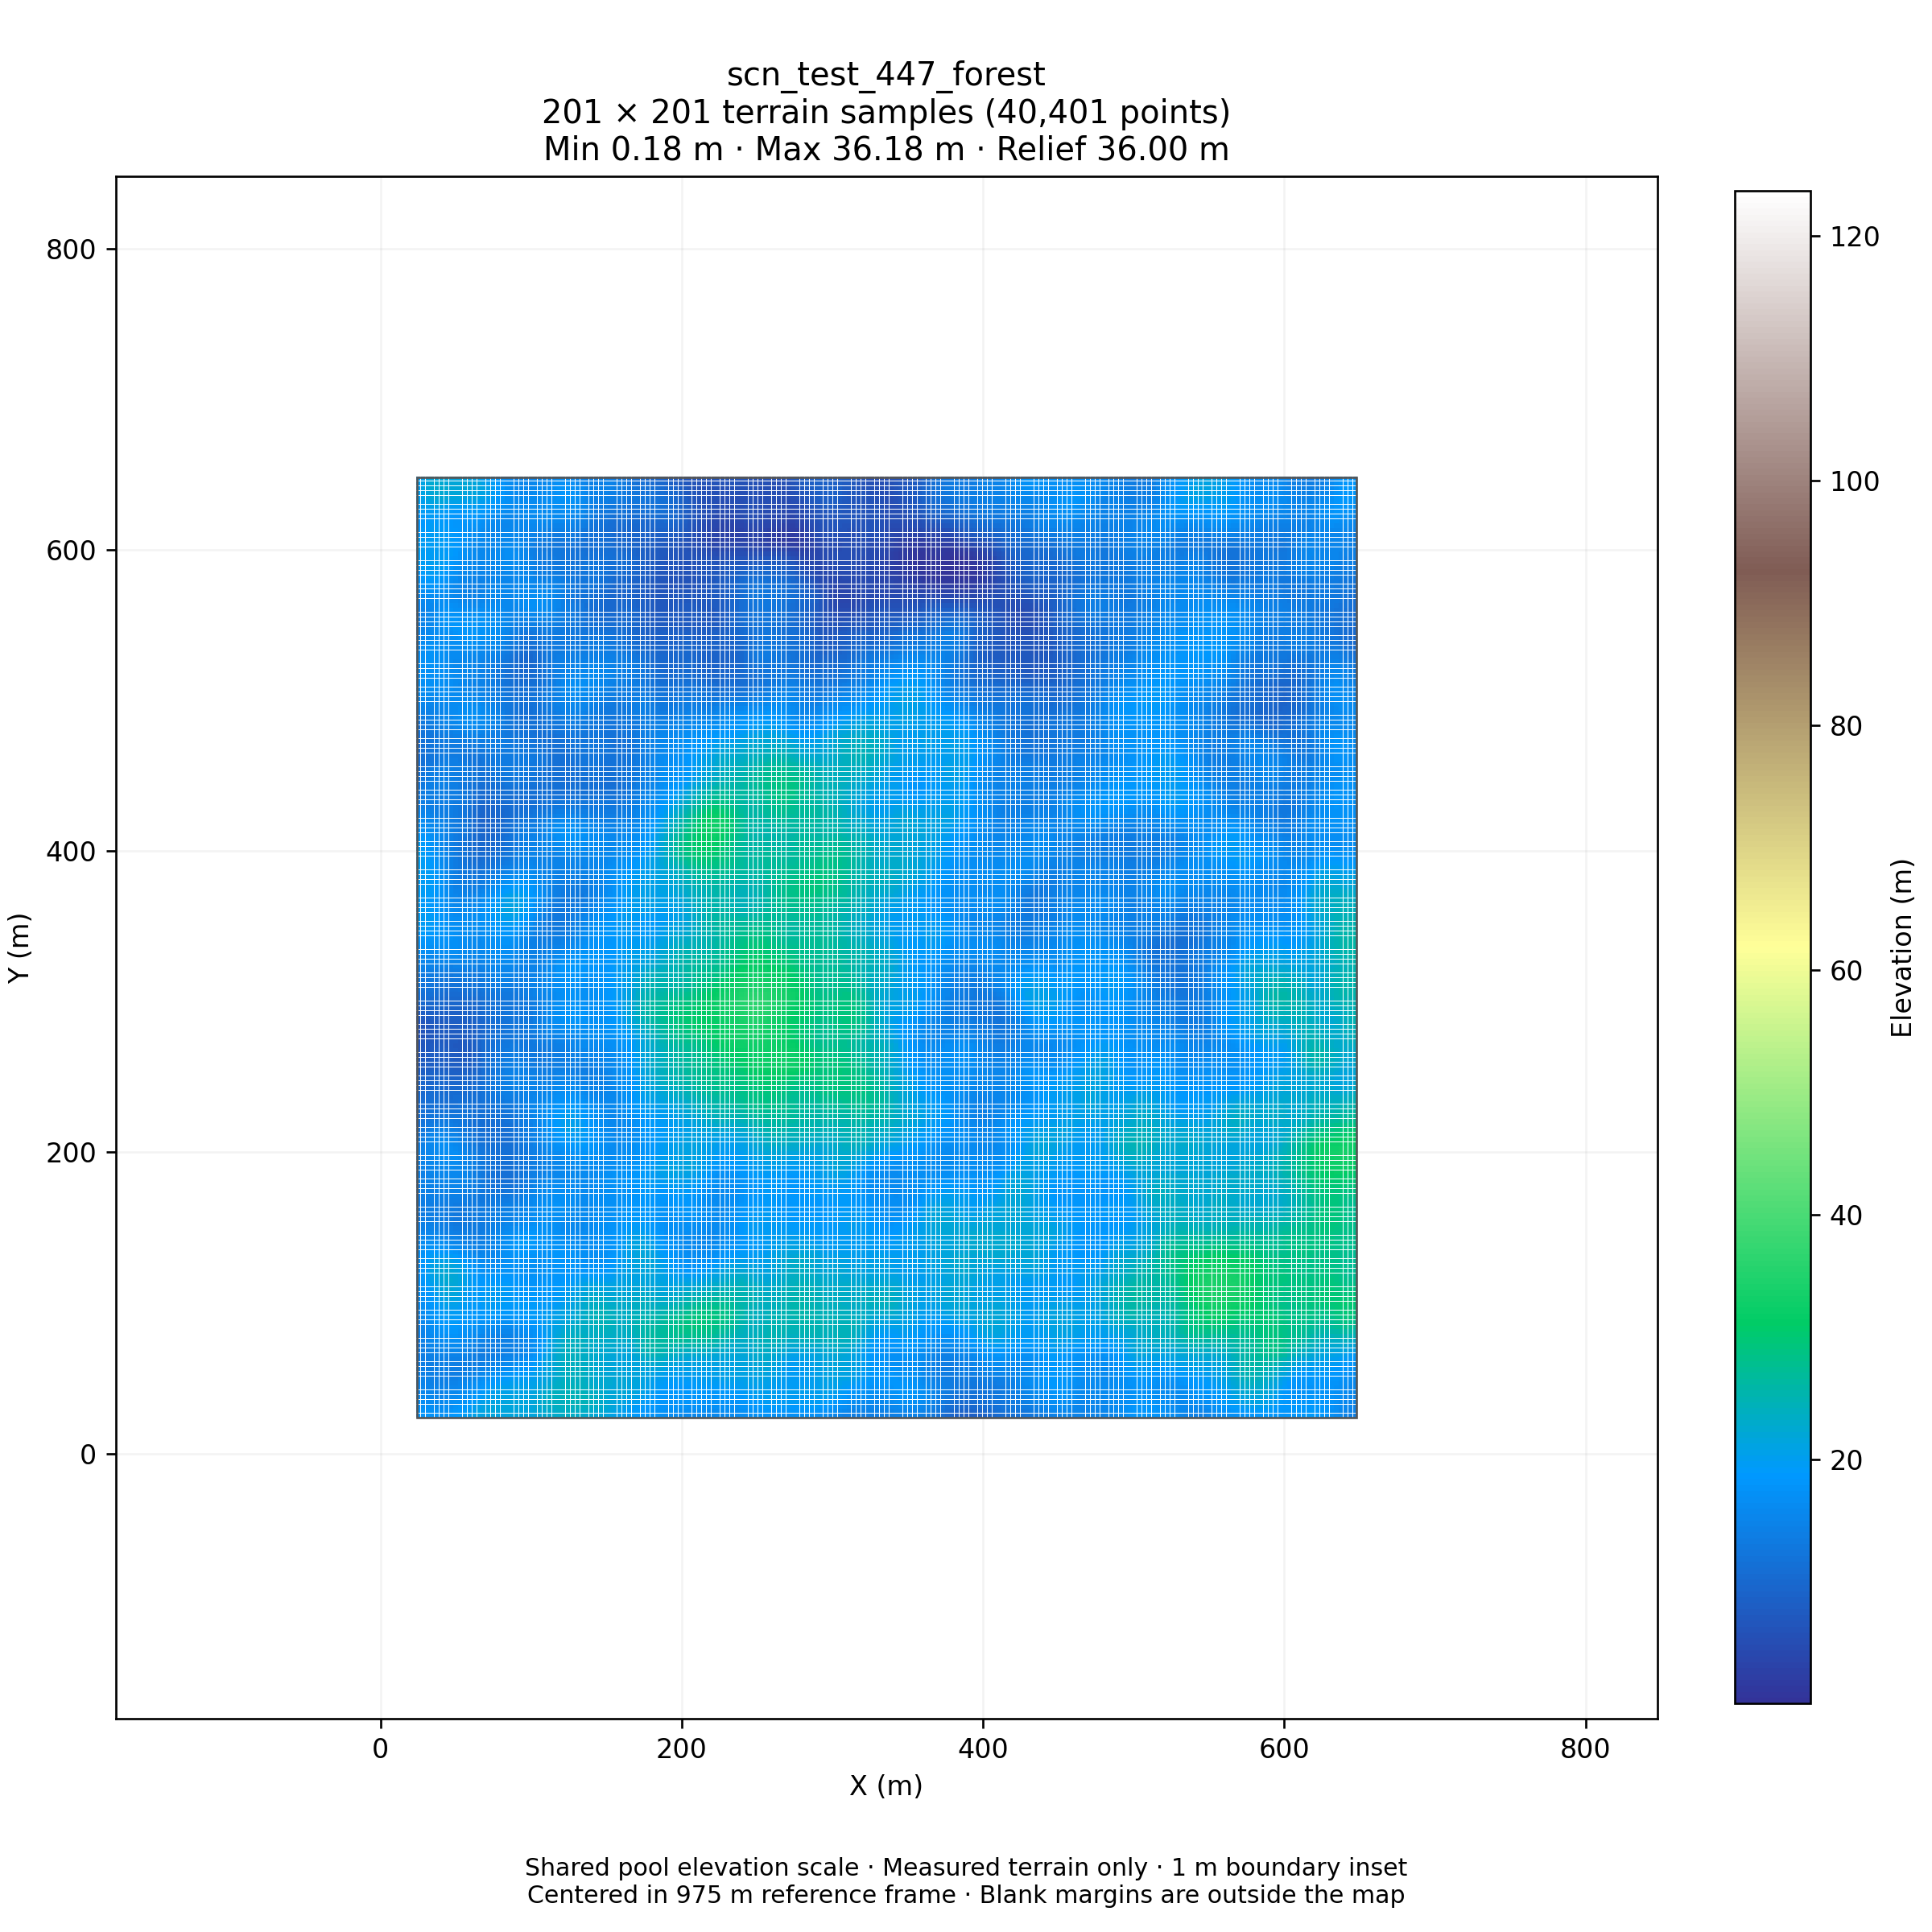 scn_test_447_forest
201 × 201 terrain samples (40,401 points)
Min 0.18 m · Max 36.18 m · Relief 36.00 m
800
600
400
200
0
Y (m)
0
200
400
600
800
X (m)
120
100
80
60
40
20
Elevation (m)
Shared pool elevation scale · Measured terrain only · 1 m boundary inset
Centered in 975 m reference frame · Blank margins are outside the map